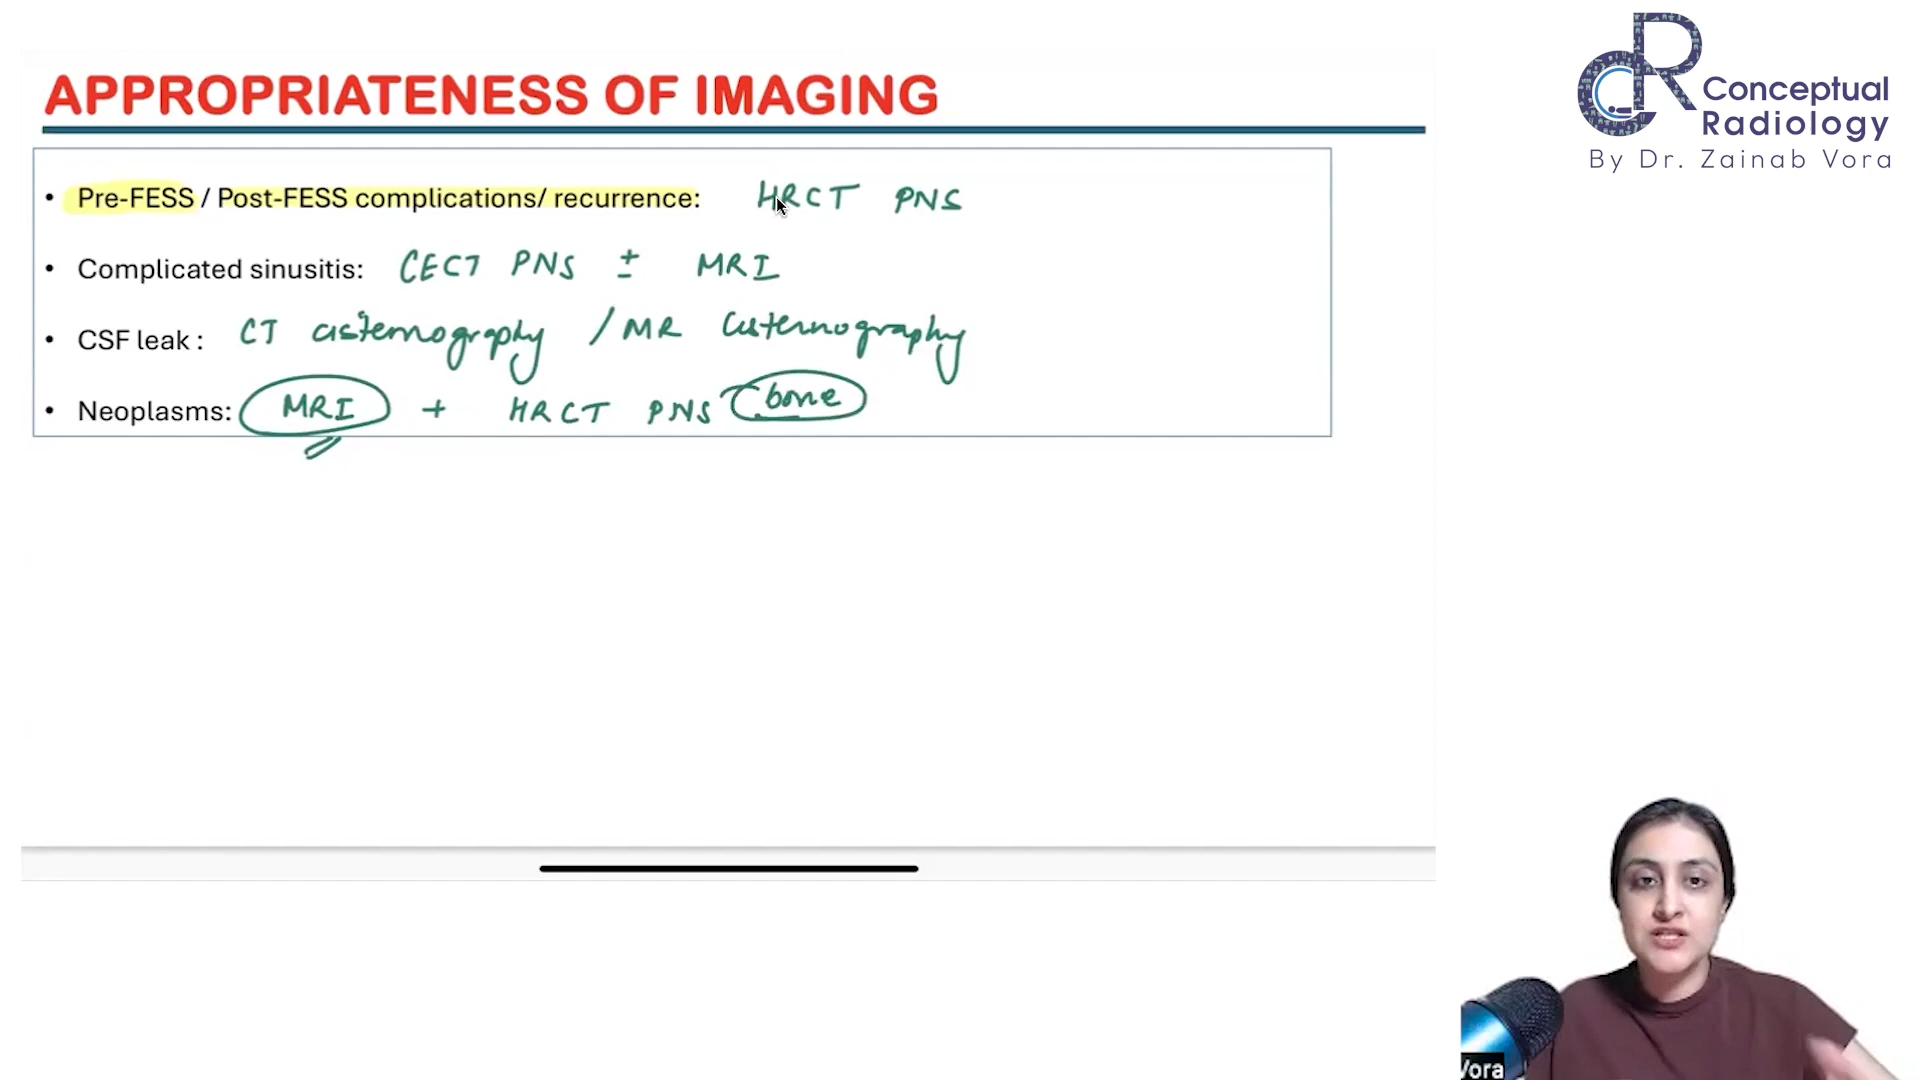 APPROPRIATENESS OF IMAGING
• Pre-FESS / Post-FESS complications/ recurrence: HRCT PNS
• Complicated sinusitis: CECT PNS ± MRI
• CSF leak : CT cisternography / MR Cisternography
• Neoplasms: MRI + HRCT PNS bone
CR Conceptual
Radiology
By Dr. Zainab Vora
Vora